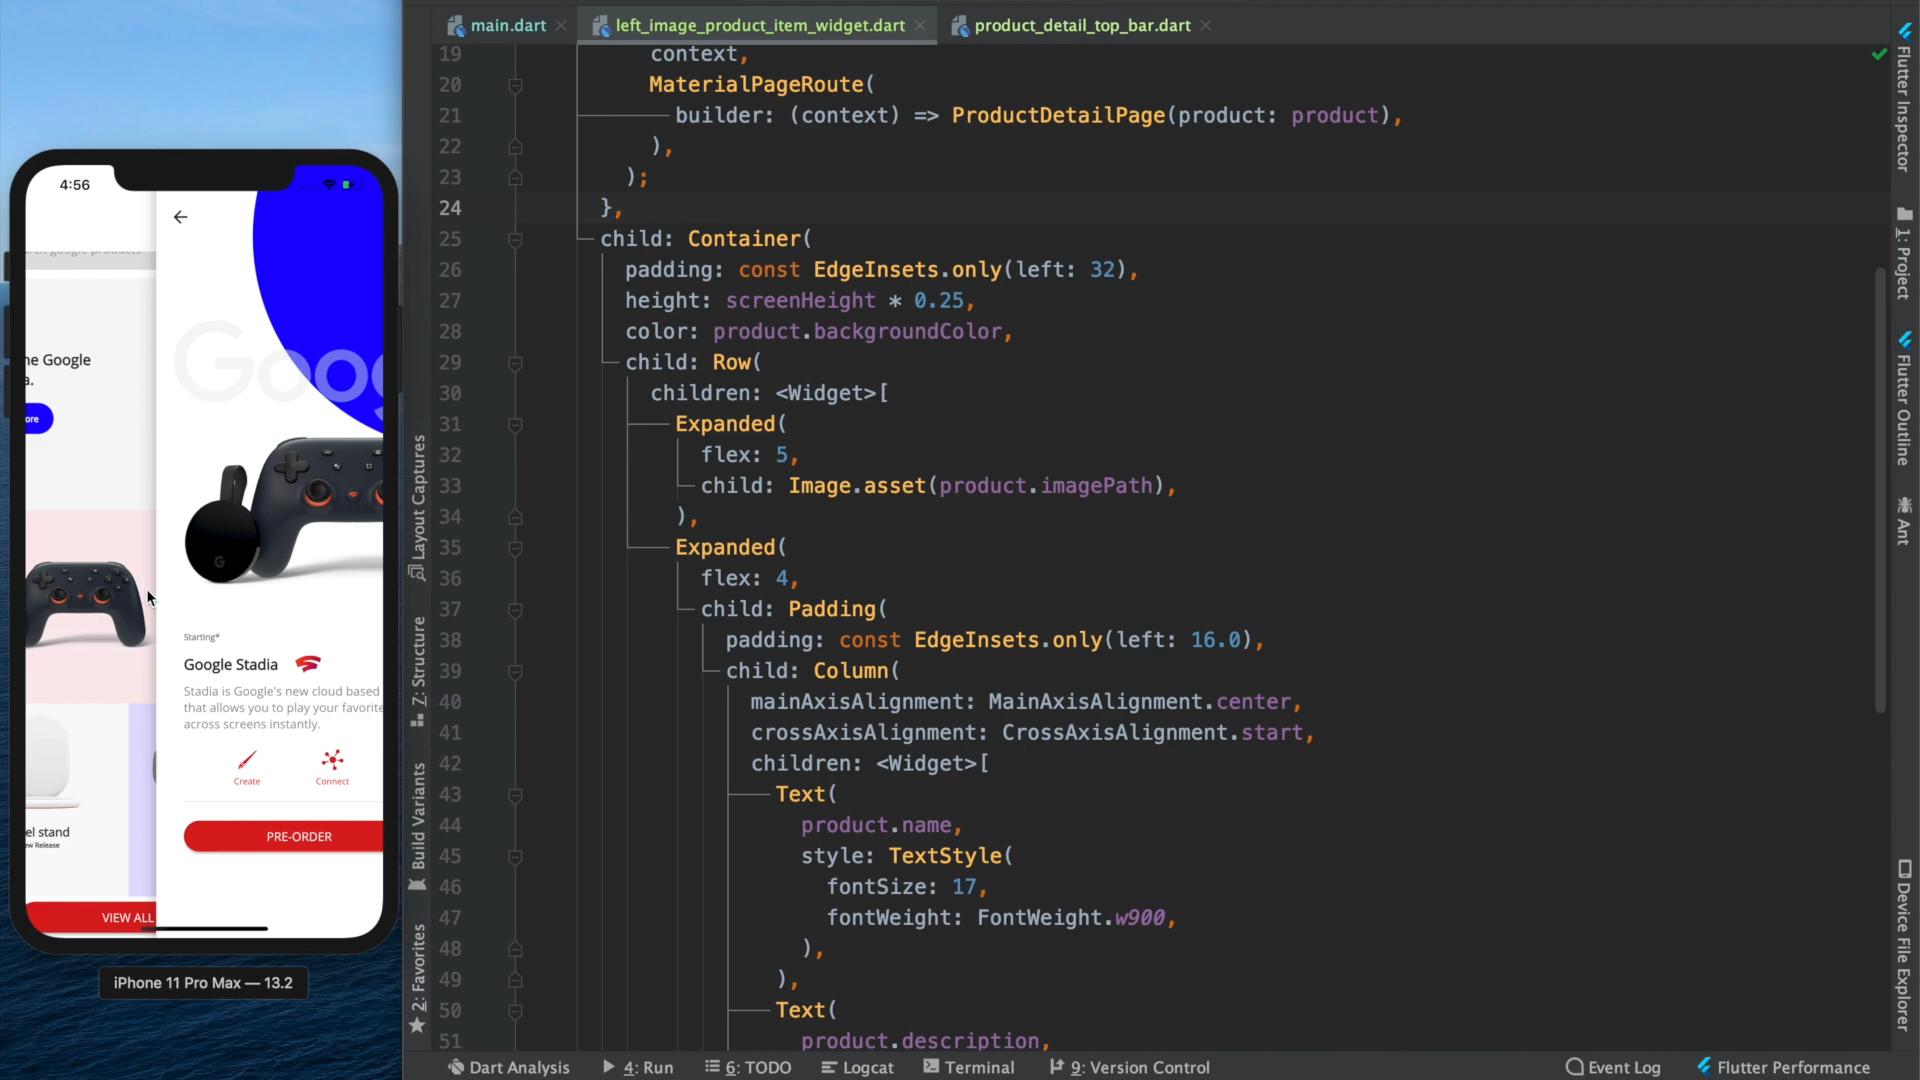 main.dart
left_image_product_item_widget.dart
product_detail_top_bar.dart
19 context,
20 MaterialPageRoute(
21 builder: (context) => ProductDetailPage(product: product),
22 ),
23 );
24 },
25 child: Container(
26 padding: const EdgeInsets.only(left: 32),
27 height: screenHeight * 0.25,
28 color: product.backgroundColor,
29 child: Row(
30 children: <Widget>[
31 Expanded(
32 flex: 5,
33 child: Image.asset(product.imagePath),
34 ),
35 Expanded(
36 flex: 4,
37 child: Padding(
38 padding: const EdgeInsets.only(left: 16.0),
39 child: Column(
40 mainAxisAlignment: MainAxisAlignment.center,
41 crossAxisAlignment: CrossAxisAlignment.start,
42 children: <Widget>[
43 Text(
44 product.name,
45 style: TextStyle(
46 fontSize: 17,
47 fontWeight: FontWeight.w900,
48 ),
49 ),
50 Text(
51 product.description,
4:56
Goog
ne Google
a.
ore
G
Starting*
Google Stadia
Stadia is Google's new cloud based
that allows you to play your favorite
across screens instantly.
Create
Connect
PRE-ORDER
el stand
ew Release
VIEW ALL
iPhone 11 Pro Max — 13.2
Layout Captures
Z: Structure
Build Variants
2: Favorites
Flutter Inspector
1: Project
Flutter Outline
Ant
Device File Explorer
Dart Analysis
4: Run
6: TODO
Logcat
Terminal
9: Version Control
Event Log
Flutter Performance